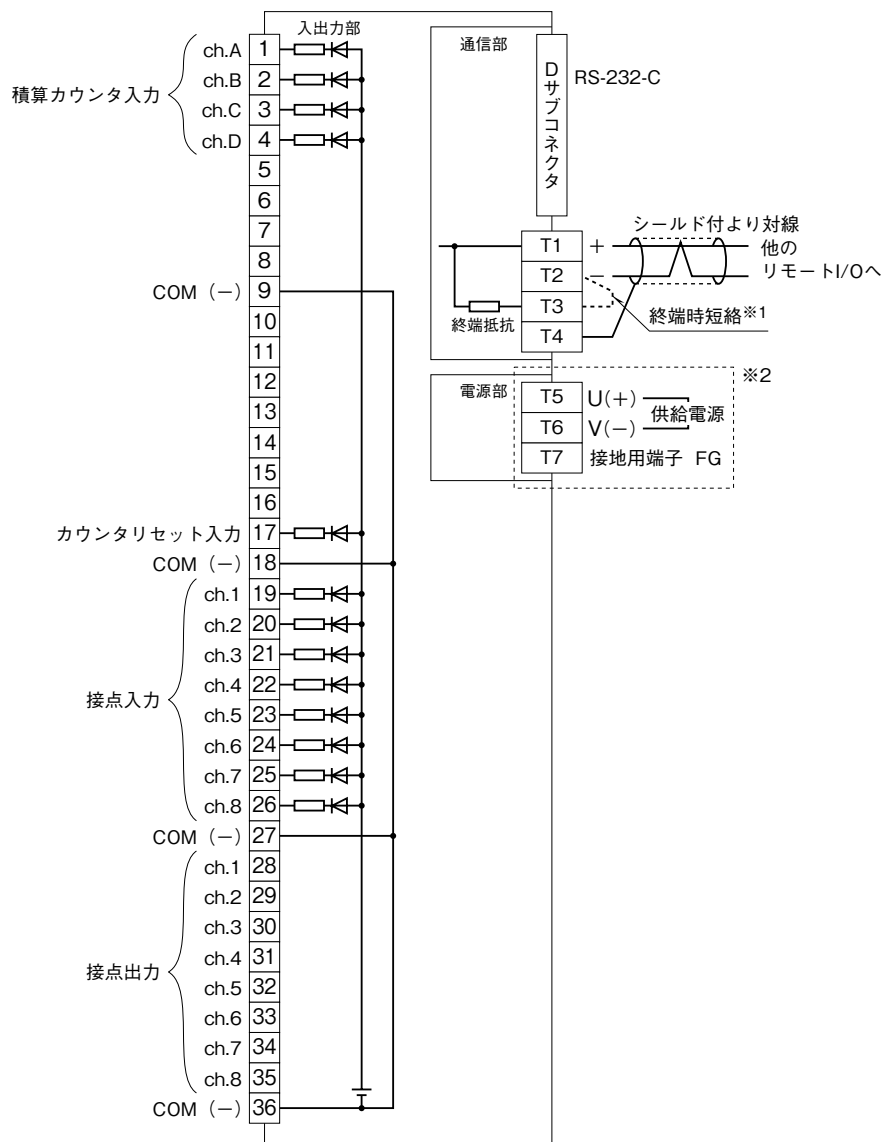 入出力部
積算カウンタ入力
ch.A 1
ch.B 2
ch.C 3
ch.D 4
5
6
7
8
COM（−） 9
10
11
12
13
14
15
16
カウンタリセット入力 17
COM（−） 18
接点入力
ch.1 19
ch.2 20
ch.3 21
ch.4 22
ch.5 23
ch.6 24
ch.7 25
ch.8 26
COM（−） 27
接点出力
ch.1 28
ch.2 29
ch.3 30
ch.4 31
ch.5 32
ch.6 33
ch.7 34
ch.8 35
COM（−） 36
通信部
Dサブコネクタ
RS-232-C
シールド付より対線
T1 +
他の
リモートI/Oへ
T2 −
T3
終端抵抗
終端時短絡※1
T4
※2
電源部
T5 U(+)
供給電源
T6 V(−)
T7 接地用端子 FG